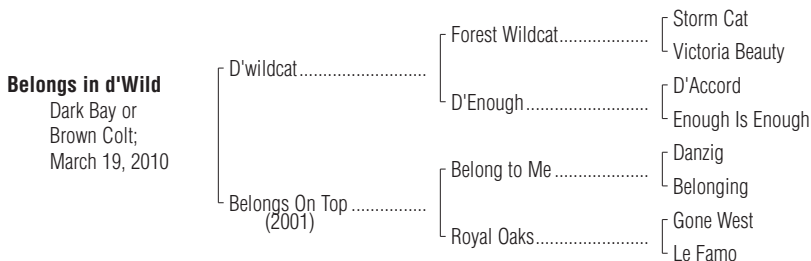 Belongs in d'Wild
Dark Bay or
Brown Colt;
March 19, 2010
D'wildcat
Belongs On Top
(2001)
Forest Wildcat
D'Enough
Belong to Me
Royal Oaks
Storm Cat
Victoria Beauty
D'Accord
Enough Is Enough
Danzig
Belonging
Gone West
Le Famo